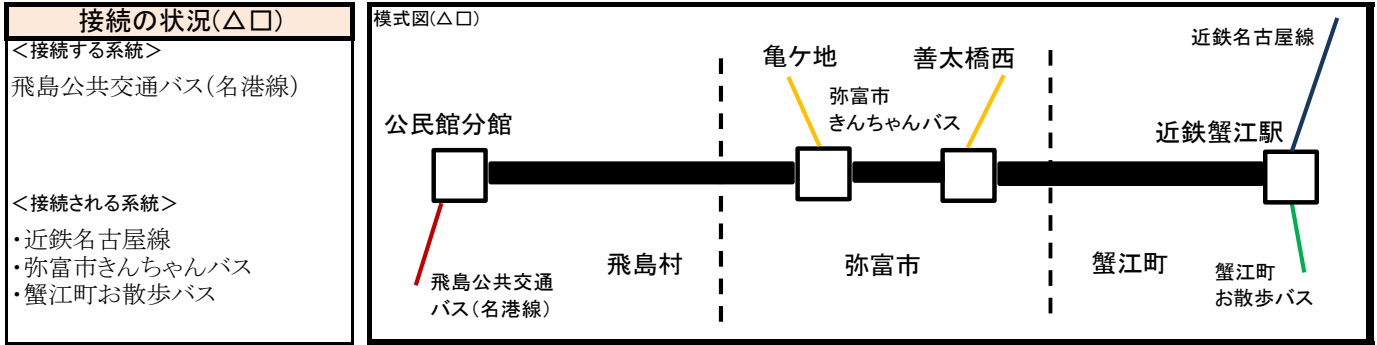 接続の状況(△□)
＜接続する系統＞
飛島公共交通バス(名港線)
＜接続される系統＞
・近鉄名古屋線
・弥富市きんちゃんバス
・蟹江町お散歩バス
模式図(△□)
近鉄名古屋線
亀ケ地
善太橋西
弥富市
きんちゃんバス
公民館分館
近鉄蟹江駅
飛島村
弥富市
蟹江町
飛島公共交通
バス(名港線)
蟹江町
お散歩バス